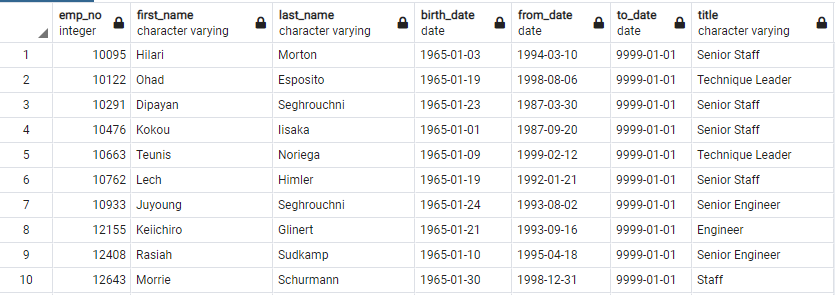 emp_no first_name last_name birth_date from_date to_date title
integer character varying character varying date date date character varying
1 10095 Hilari Morton 1965-01-03 1994-03-10 9999-01-01 Senior Staff
2 10122 Ohad Esposito 1965-01-19 1998-08-06 9999-01-01 Technique Leader
3 10291 Dipayan Seghrouchni 1965-01-23 1987-03-30 9999-01-01 Senior Staff
4 10476 Kokou Iisaka 1965-01-01 1987-09-20 9999-01-01 Senior Staff
5 10663 Teunis Noriega 1965-01-09 1999-02-12 9999-01-01 Technique Leader
6 10762 Lech Himler 1965-01-19 1992-01-21 9999-01-01 Senior Staff
7 10933 Juyoung Seghrouchni 1965-01-24 1993-08-02 9999-01-01 Senior Engineer
8 12155 Keiichiro Glinert 1965-01-21 1993-09-16 9999-01-01 Engineer
9 12408 Rasiah Sudkamp 1965-01-10 1995-04-18 9999-01-01 Senior Engineer
10 12643 Morrie Schurmann 1965-01-30 1998-12-31 9999-01-01 Staff